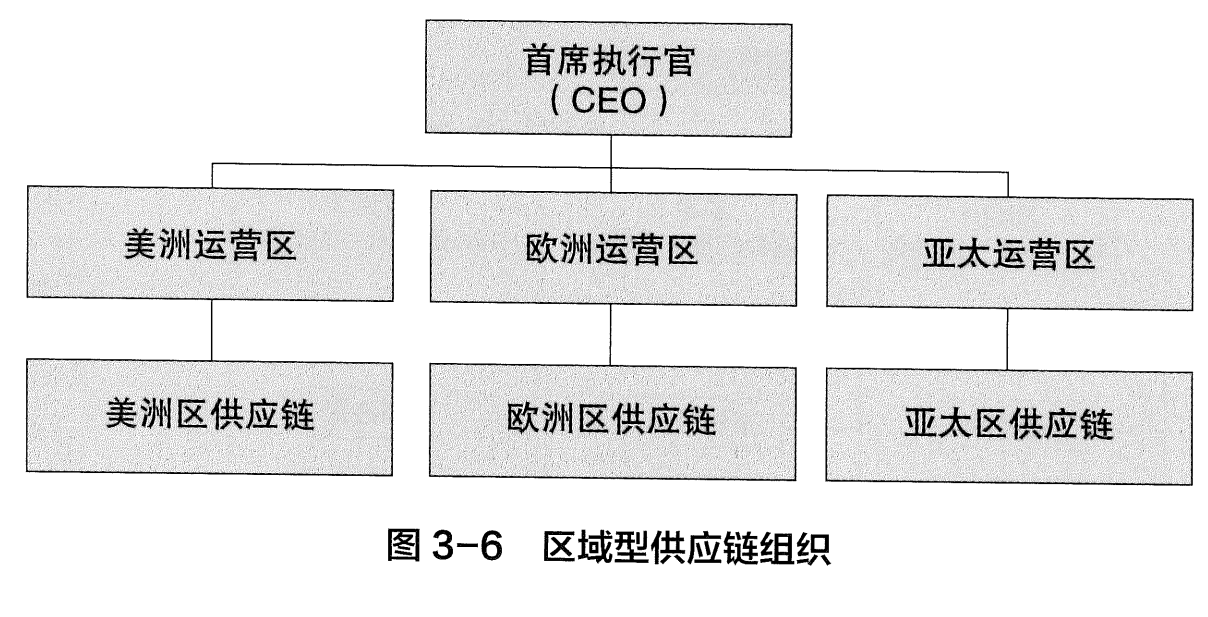 首席执行官
（CEO）
美洲运营区
欧洲运营区
亚太运营区
美洲区供应链
欧洲区供应链
亚太区供应链
图 3-6 区域型供应链组织